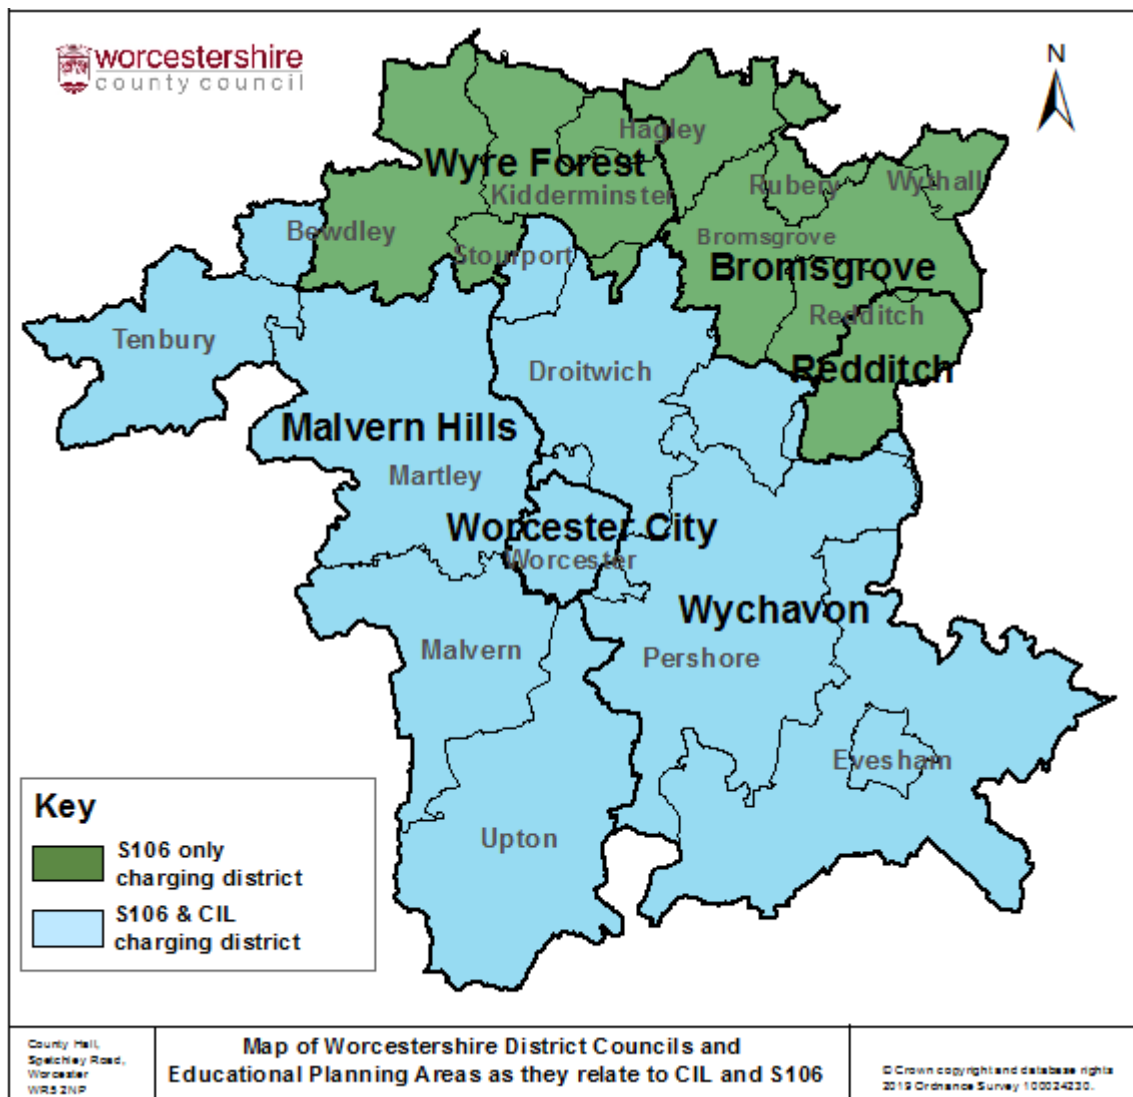 worcestershire
county council
N
Hagley
Wyre Forest
Kidderminster
Rubery
Wythall
Bewdley
Stourport
Bromsgrove
Bromsgrove
Redditch
Tenbury
Droitwich
Redditch
Malvern Hills
Martley
Worcester City
Worcester
Wychavon
Malvern
Pershore
Evesham
Upton
Key
S106 only
charging district
S106 & CIL
charging district
County Hall,
Spetchley Road,
Worcester
WR5 2NP
Map of Worcestershire District Councils and
Educational Planning Areas as they relate to CIL and S106
© Crown copyright and database rights
2019 Ordnance Survey 100024230.